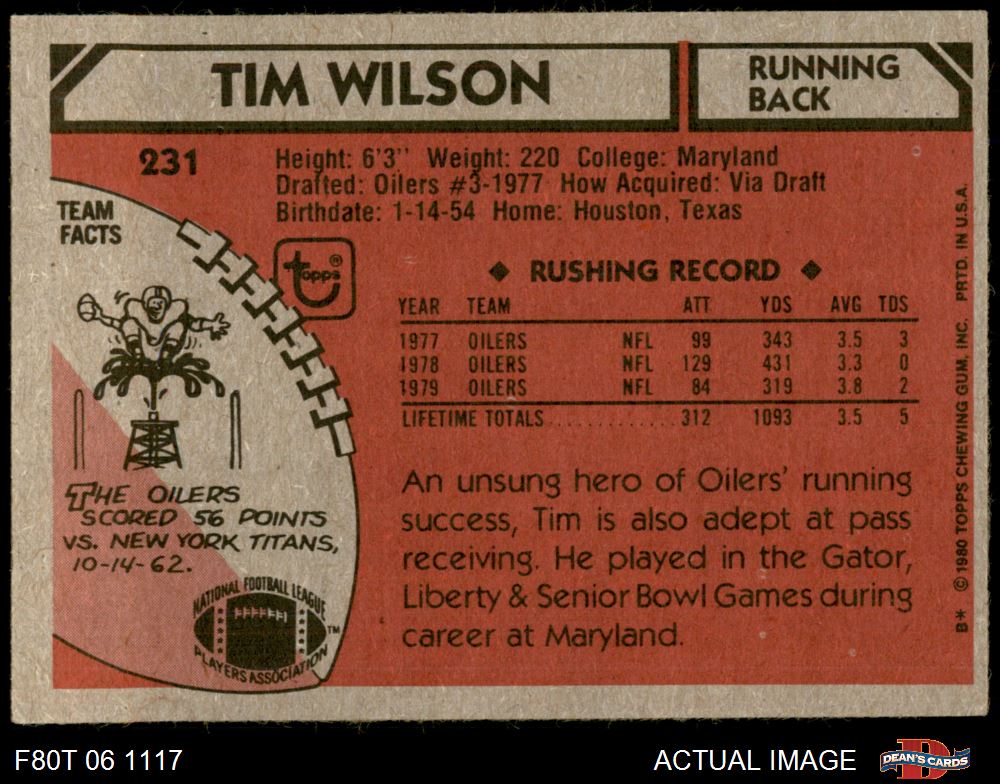 TIM WILSON
RUNNING
BACK
231
Height: 6'3" Weight: 220 College: Maryland
Drafted: Oilers #3-1977 How Acquired: Via Draft
Birthdate: 1-14-54 Home: Houston, Texas
TEAM
FACTS
topps®
◆ RUSHING RECORD ◆
YEAR TEAM ATT YDS AVG TDS
1977 OILERS NFL 99 343 3.5 3
1978 OILERS NFL 129 431 3.3 0
1979 OILERS NFL 84 319 3.8 2
LIFETIME TOTALS............ 312 1093 3.5 5
THE OILERS
SCORED 56 POINTS
VS. NEW YORK TITANS,
10-14-62.
NATIONAL FOOTBALL LEAGUE
PLAYERS ASSOCIATION
TM
An unsung hero of Oilers' running
success, Tim is also adept at pass
receiving. He played in the Gator,
Liberty & Senior Bowl Games during
career at Maryland.
B* © 1980 TOPPS CHEWING GUM, INC. PRTD. IN U.S.A.
F80T 06 1117
ACTUAL IMAGE
DEAN'S CARDS